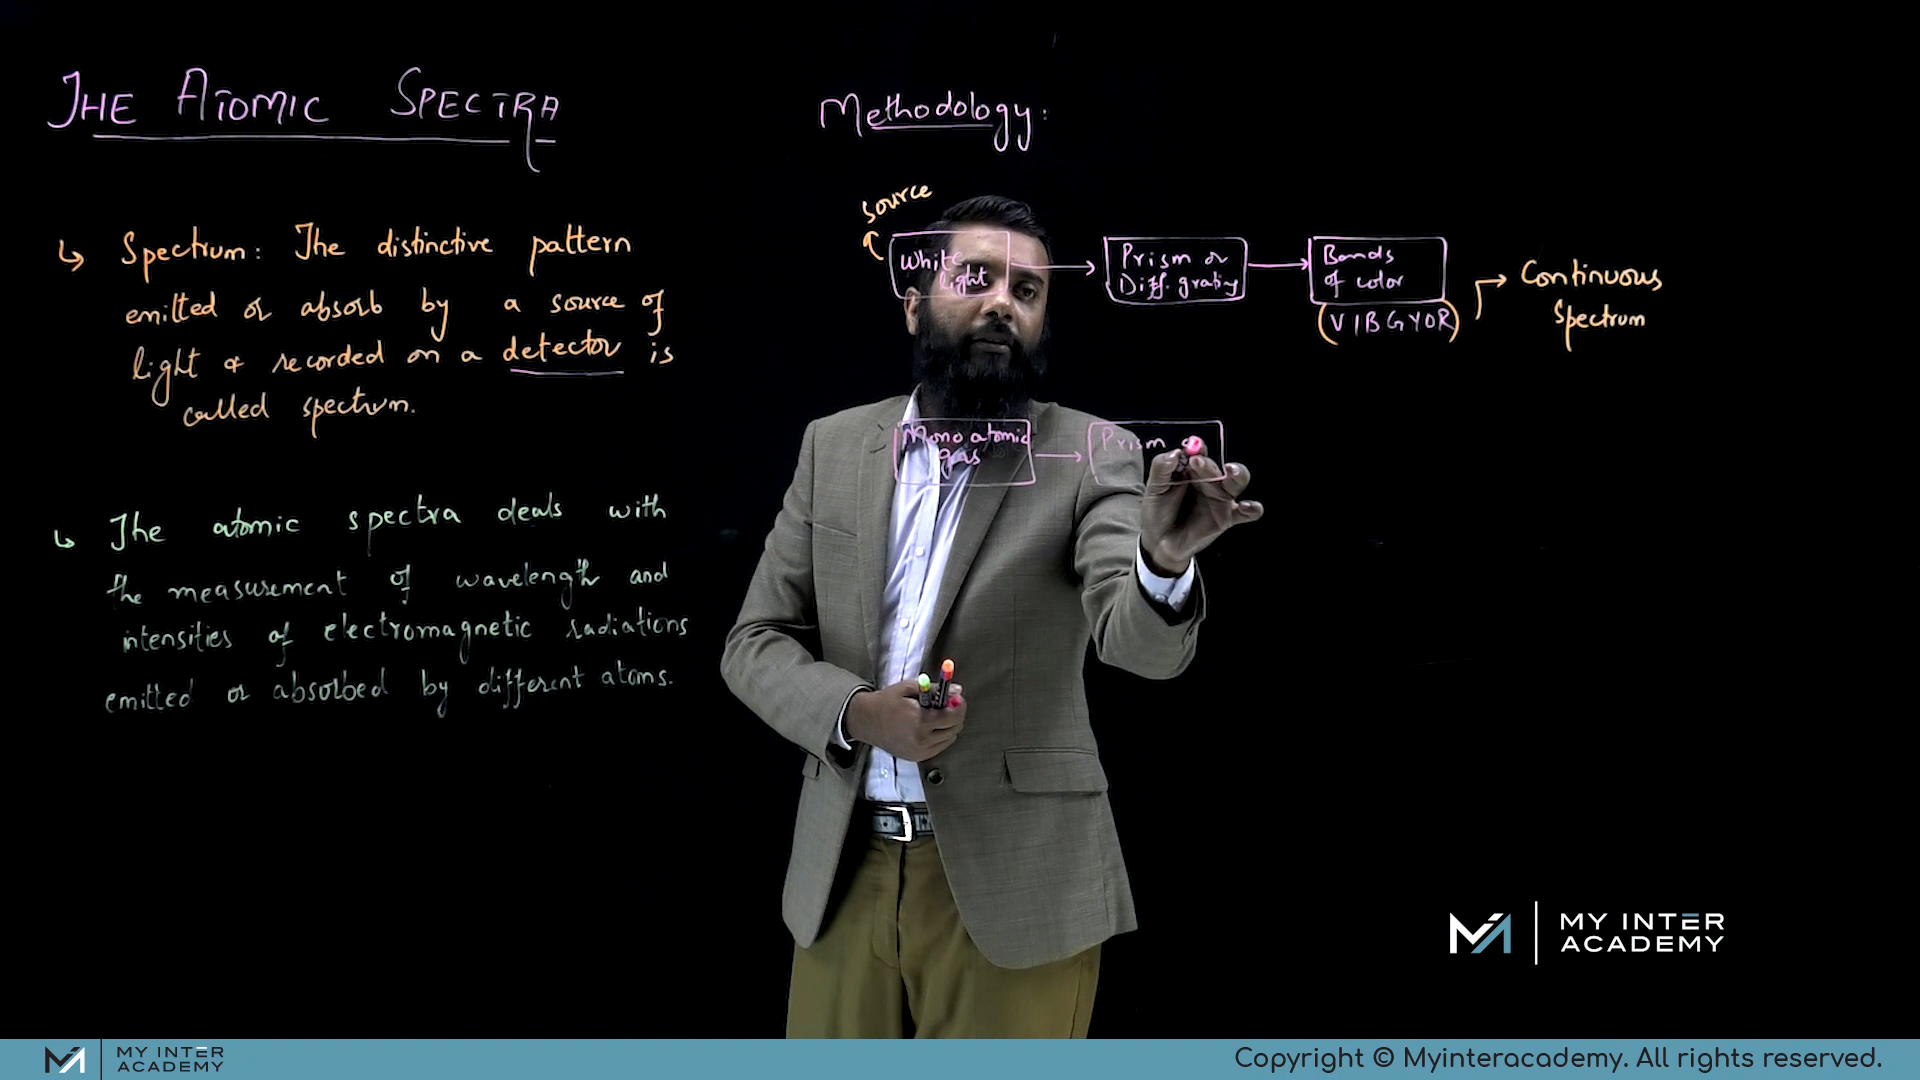 THE ATOMIC SPECTRA
↳ Spectrum: The distinctive pattern
emitted or absorb by a source of
light & recorded on a detector is
called spectrum.
↳ The atomic spectra deals with
the measurement of wavelength and
intensities of electromagnetic radiations
emitted or absorbed by different atoms.
Methodology:
source
White
light
Prism or
Diff. grating
Bands
of color
(VIBGYOR)
Continuous
Spectrum
Monoatomic
gas
Prism
MY INTER
ACADEMY
MY INTER
ACADEMY
Copyright © Myinteracademy. All rights reserved.